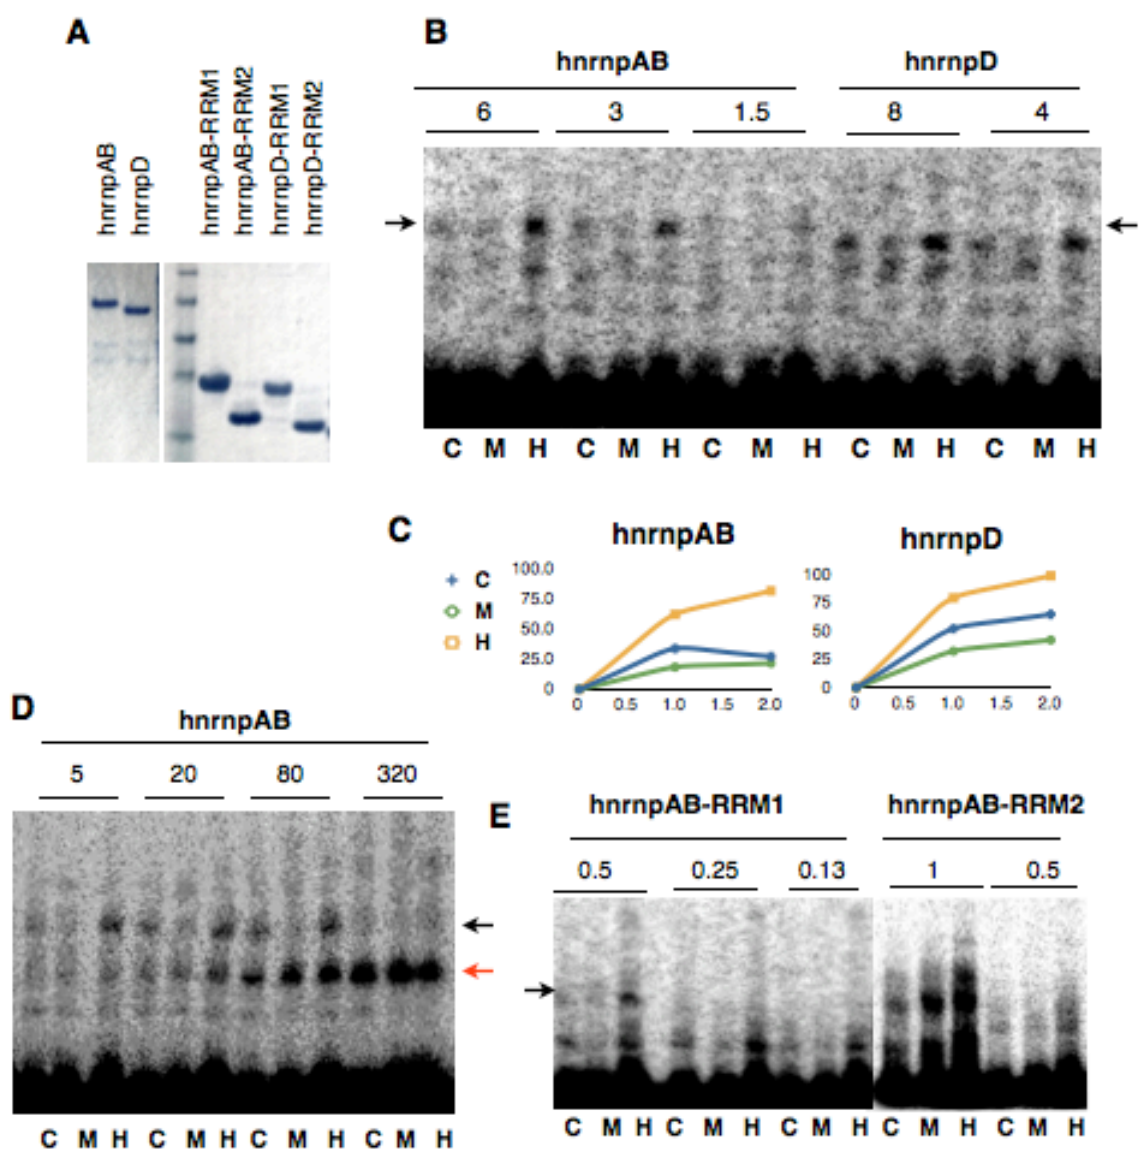 A
hnrnpAB
hnrnpD
hnrnpAB-RRM1
hnrnpAB-RRM2
hnrnpD-RRM1
hnrnpD-RRM2
B
hnrnpAB hnrnpD
6 3 1.5 8 4
C M H C M H C M H C M H C M H
C
hnrnpAB
C
M
H
100.0
75.0
50.0
25.0
0
0 0.5 1.0 1.5 2.0
hnrnpD
100
75
50
25
0
0 0.5 1.0 1.5 2.0
D
hnrnpAB
5 20 80 320
C M H C M H C M H C M H
E
hnrnpAB-RRM1 hnrnpAB-RRM2
0.5 0.25 0.13 1 0.5
C M H C M H C M H C M H C M H